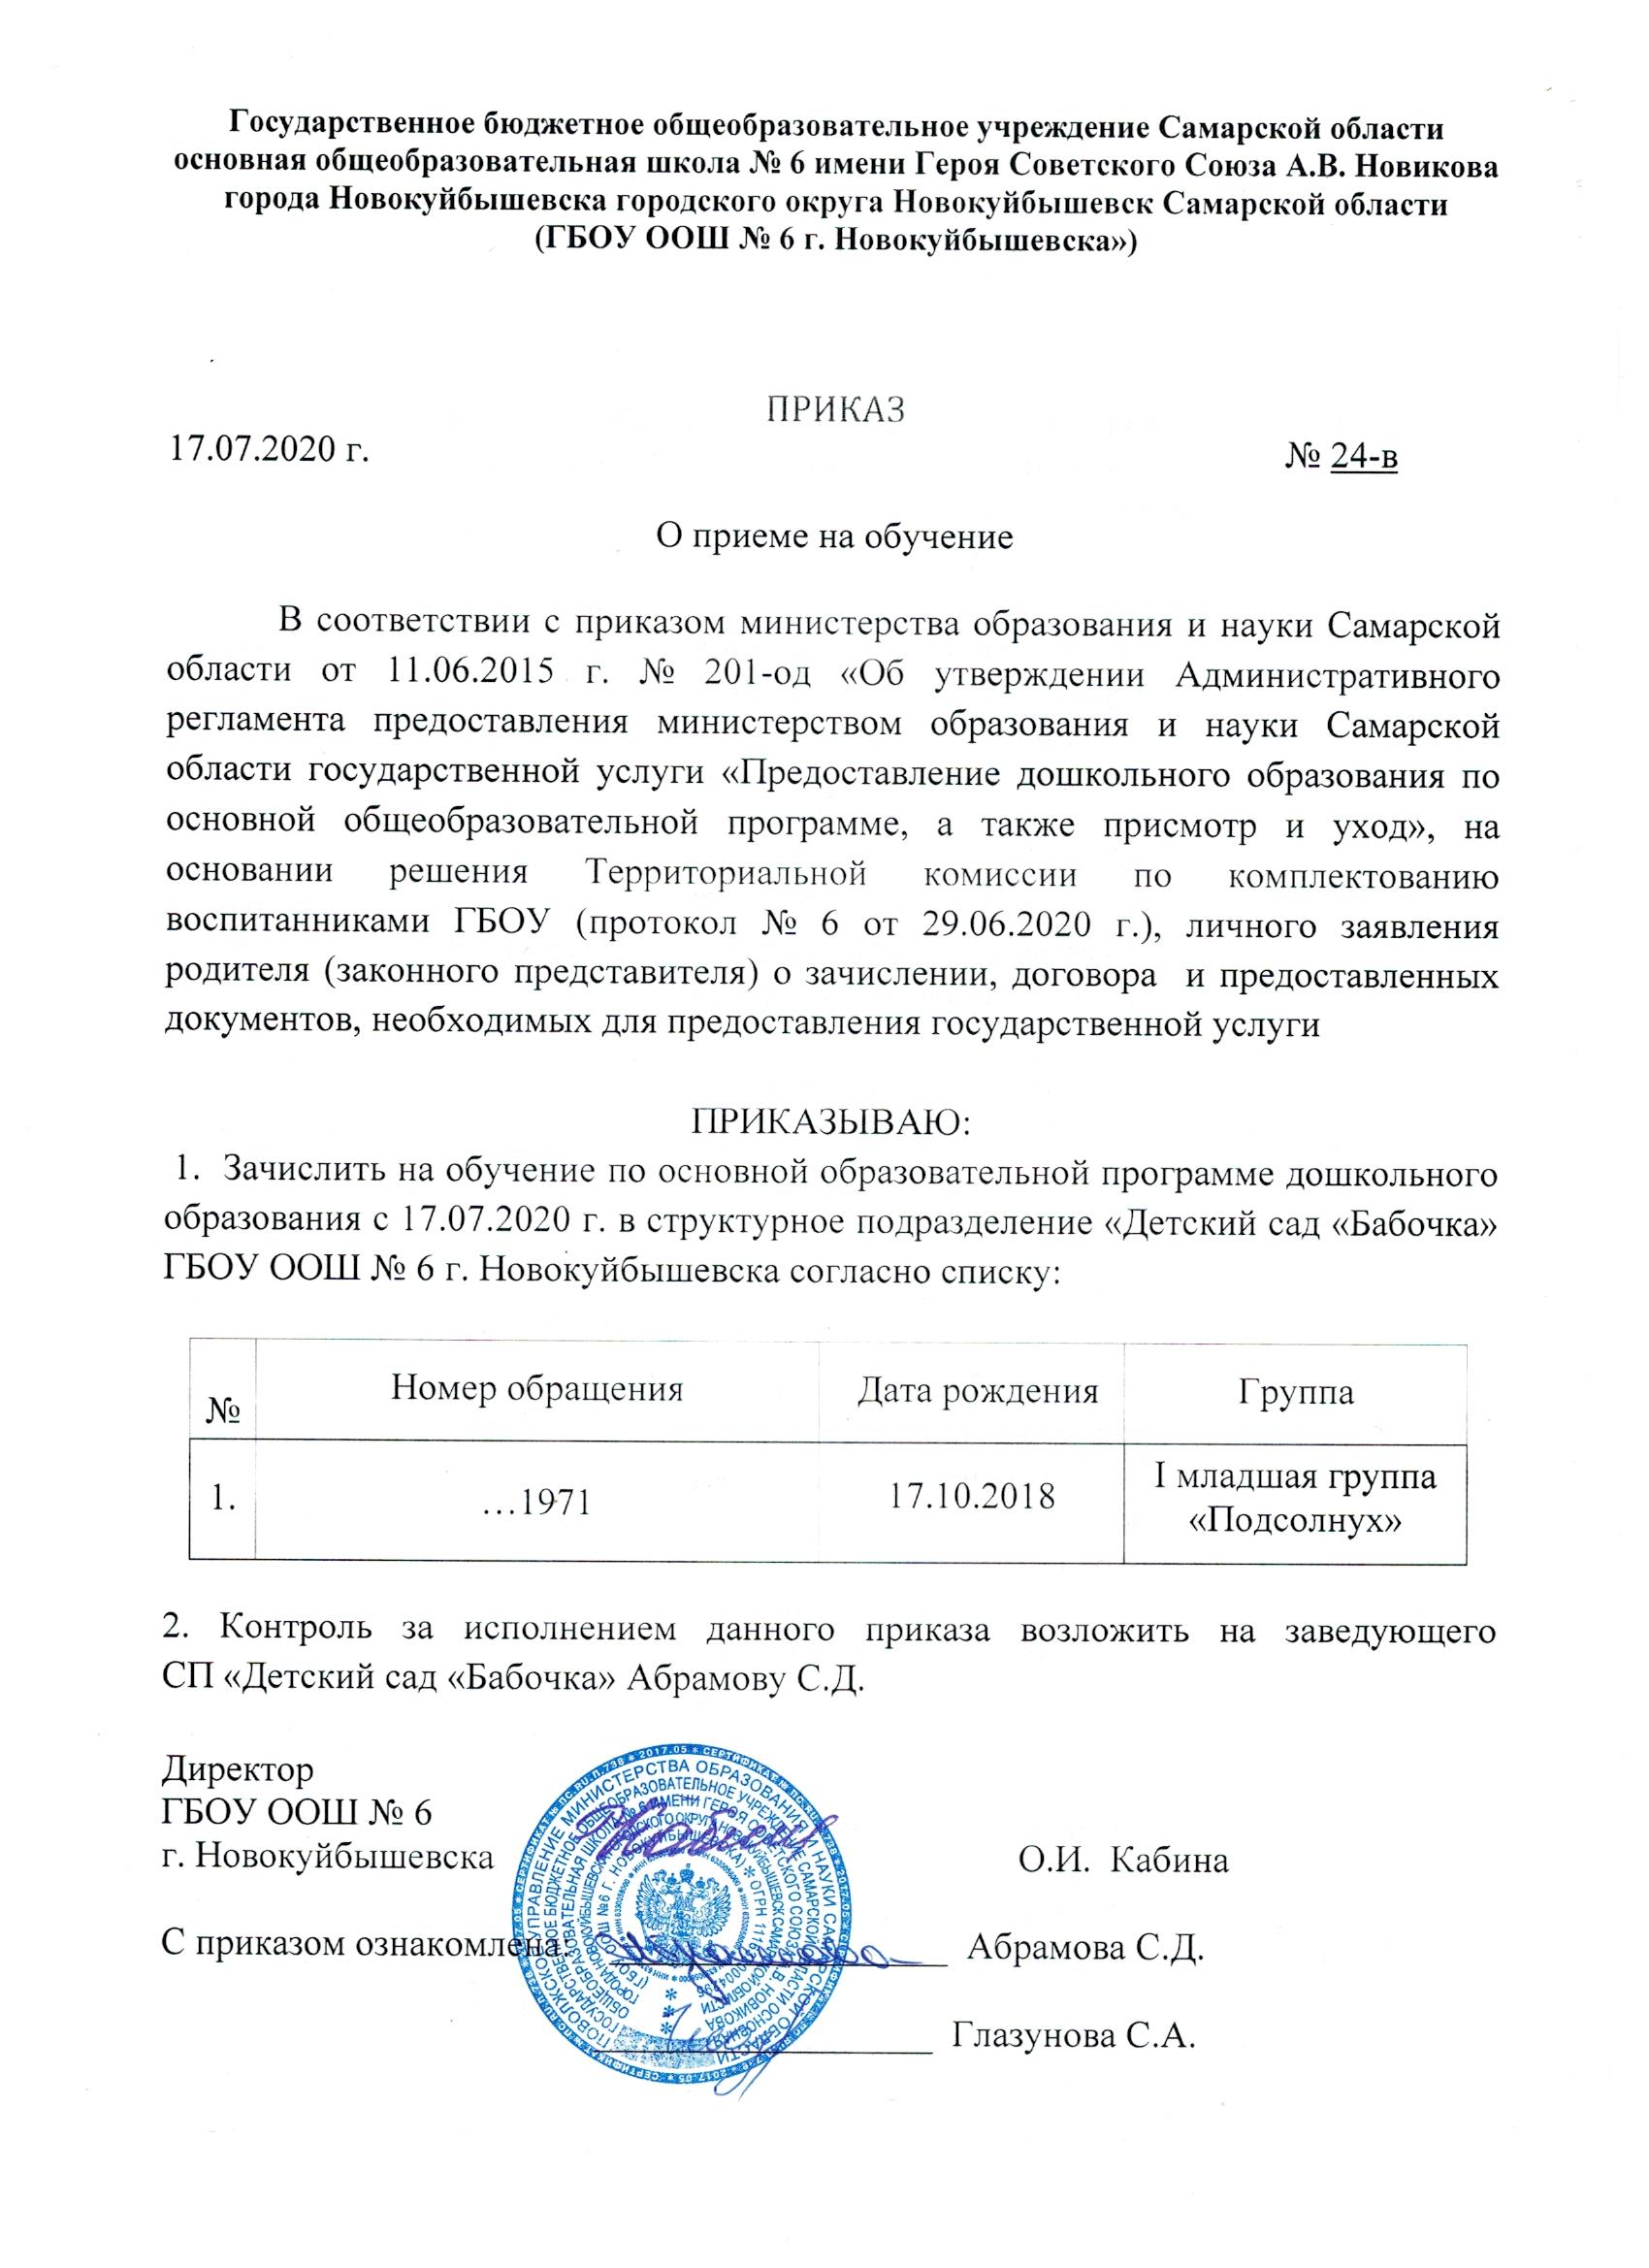 Государственное бюджетное общеобразовательное учреждение Самарской области
основная общеобразовательная школа № 6 имени Героя Советского Союза А.В. Новикова
города Новокуйбышевска городского округа Новокуйбышевск Самарской области
(ГБОУ ООШ № 6 г. Новокуйбышевска»)
ПРИКАЗ
17.07.2020 г. № 24-в
О приеме на обучение
В соответствии с приказом министерства образования и науки Самарской
области от 11.06.2015 г. № 201-од «Об утверждении Административного
регламента предоставления министерством образования и науки Самарской
области государственной услуги «Предоставление дошкольного образования по
основной общеобразовательной программе, а также присмотр и уход», на
основании решения Территориальной комиссии по комплектованию
воспитанниками ГБОУ (протокол № 6 от 29.06.2020 г.), личного заявления
родителя (законного представителя) о зачислении, договора и предоставленных
документов, необходимых для предоставления государственной услуги
ПРИКАЗЫВАЮ:
1. Зачислить на обучение по основной образовательной программе дошкольного
образования с 17.07.2020 г. в структурное подразделение «Детский сад «Бабочка»
ГБОУ ООШ № 6 г. Новокуйбышевска согласно списку:
№ Номер обращения Дата рождения Группа
1. …1971 17.10.2018 I младшая группа
«Подсолнух»
2. Контроль за исполнением данного приказа возложить на заведующего
СП «Детский сад «Бабочка» Абрамову С.Д.
Директор
ГБОУ ООШ № 6
г. Новокуйбышевска О.И. Кабина
С приказом ознакомлена: Абрамова С.Д.
Глазунова С.А.
ПОВОЛЖСКОЕ УПРАВЛЕНИЕ МИНИСТЕРСТВА ОБРАЗОВАНИЯ И НАУКИ САМАРСКОЙ ОБЛАСТИ